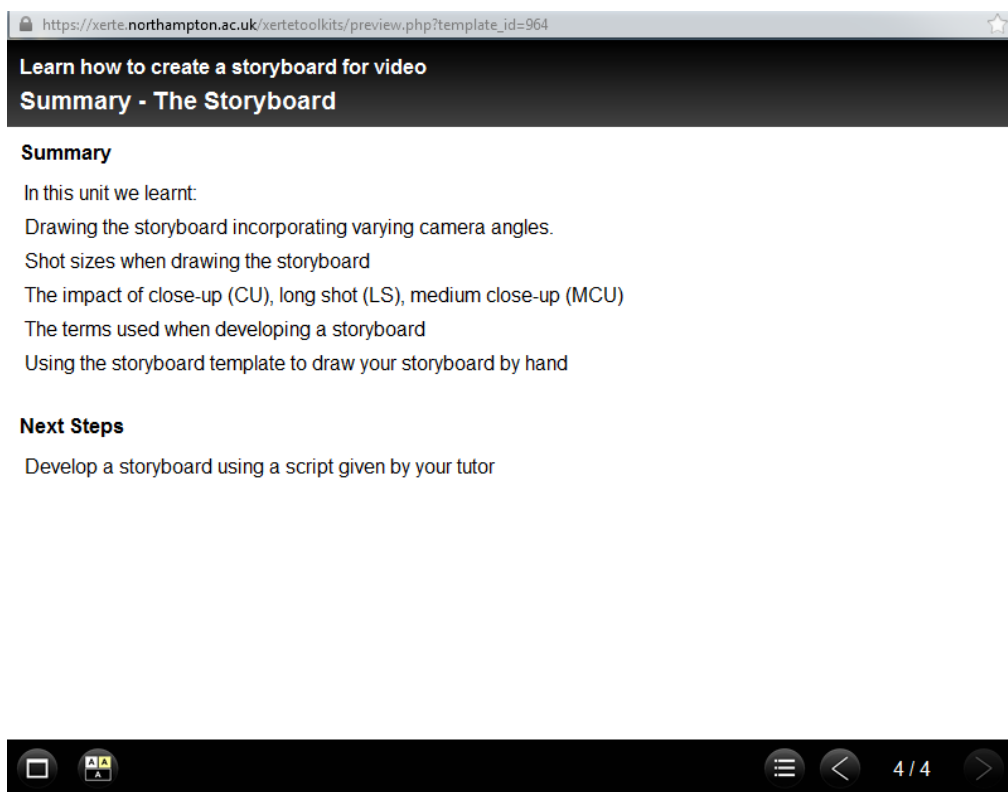 https://xerte.northampton.ac.uk/xertetoolkits/preview.php?template_id=964
Learn how to create a storyboard for video
Summary - The Storyboard
Summary
In this unit we learnt:
Drawing the storyboard incorporating varying camera angles.
Shot sizes when drawing the storyboard
The impact of close-up (CU), long shot (LS), medium close-up (MCU)
The terms used when developing a storyboard
Using the storyboard template to draw your storyboard by hand
Next Steps
Develop a storyboard using a script given by your tutor
A A
A
4 / 4